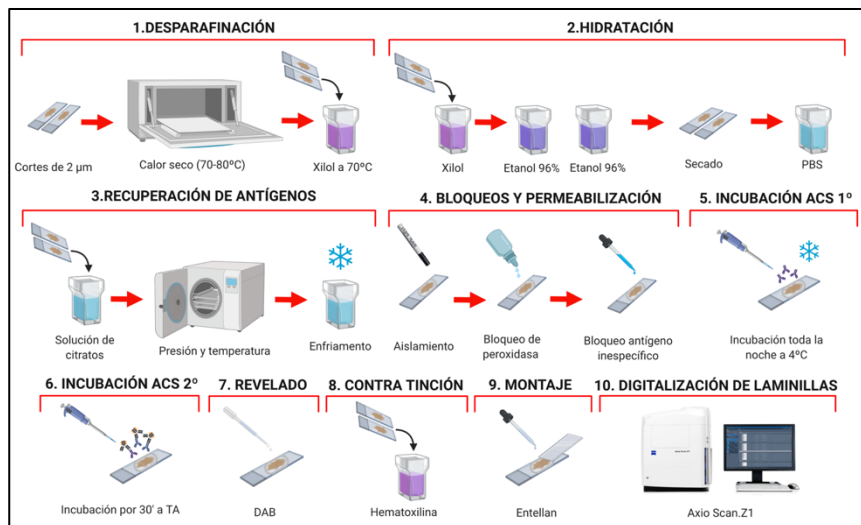 1.DESPARAFINACIÓN
2.HIDRATACIÓN
Cortes de 2 μm
Calor seco (70-80ºC)
Xilol a 70ºC
Xilol
Etanol 96%
Etanol 96%
Secado
PBS
3.RECUPERACIÓN DE ANTÍGENOS
4. BLOQUEOS Y PERMEABILIZACIÓN
5. INCUBACIÓN ACS 1º
Solución de
citratos
Presión y temperatura
Enfriamento
Aislamiento
Bloqueo de
peroxidasa
Bloqueo antígeno
inespecífico
Incubación toda la
noche a 4ºC
6. INCUBACIÓN ACS 2º
7. REVELADO
8. CONTRA TINCIÓN
9. MONTAJE
10. DIGITALIZACIÓN DE LAMINILLAS
Incubación por 30' a TA
DAB
Hematoxilina
Entellan
Axio Scan.Z1